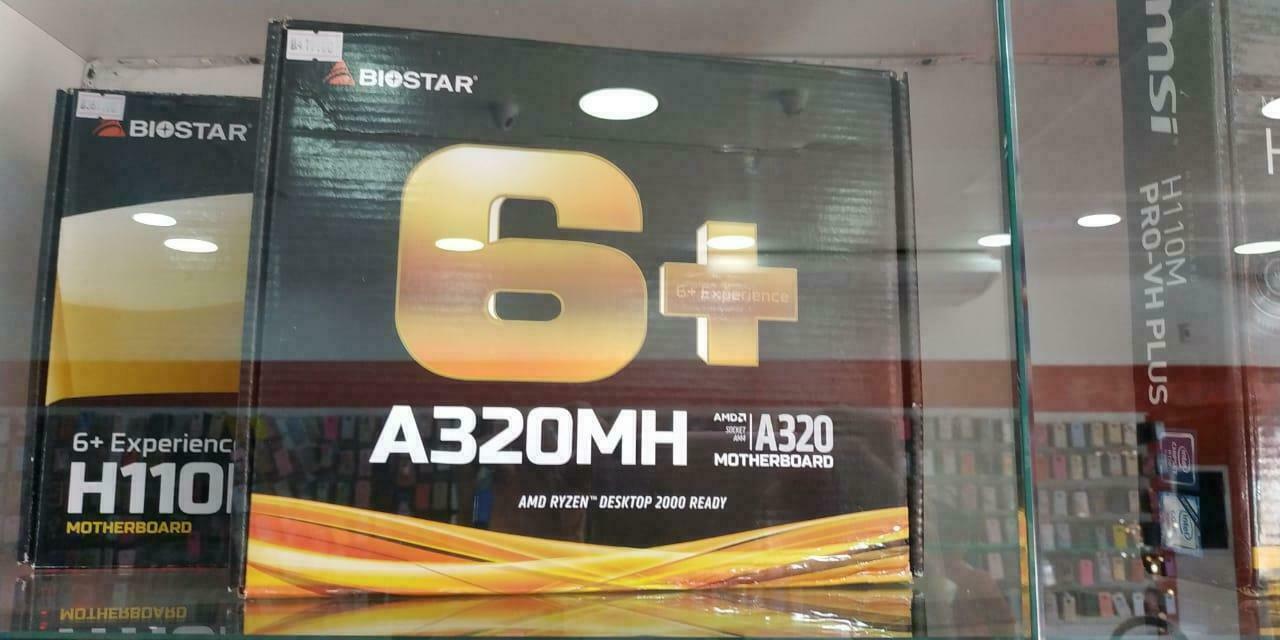 BIOSTAR
6+ Experience
H110
MOTHERBOARD
BIOSTAR
6+
6+ Experience
A320MH
AMD
SOCKET
AM4
A320
MOTHERBOARD
AMD RYZEN™ DESKTOP 2000 READY
msi
H110M
PRO-VH PLUS